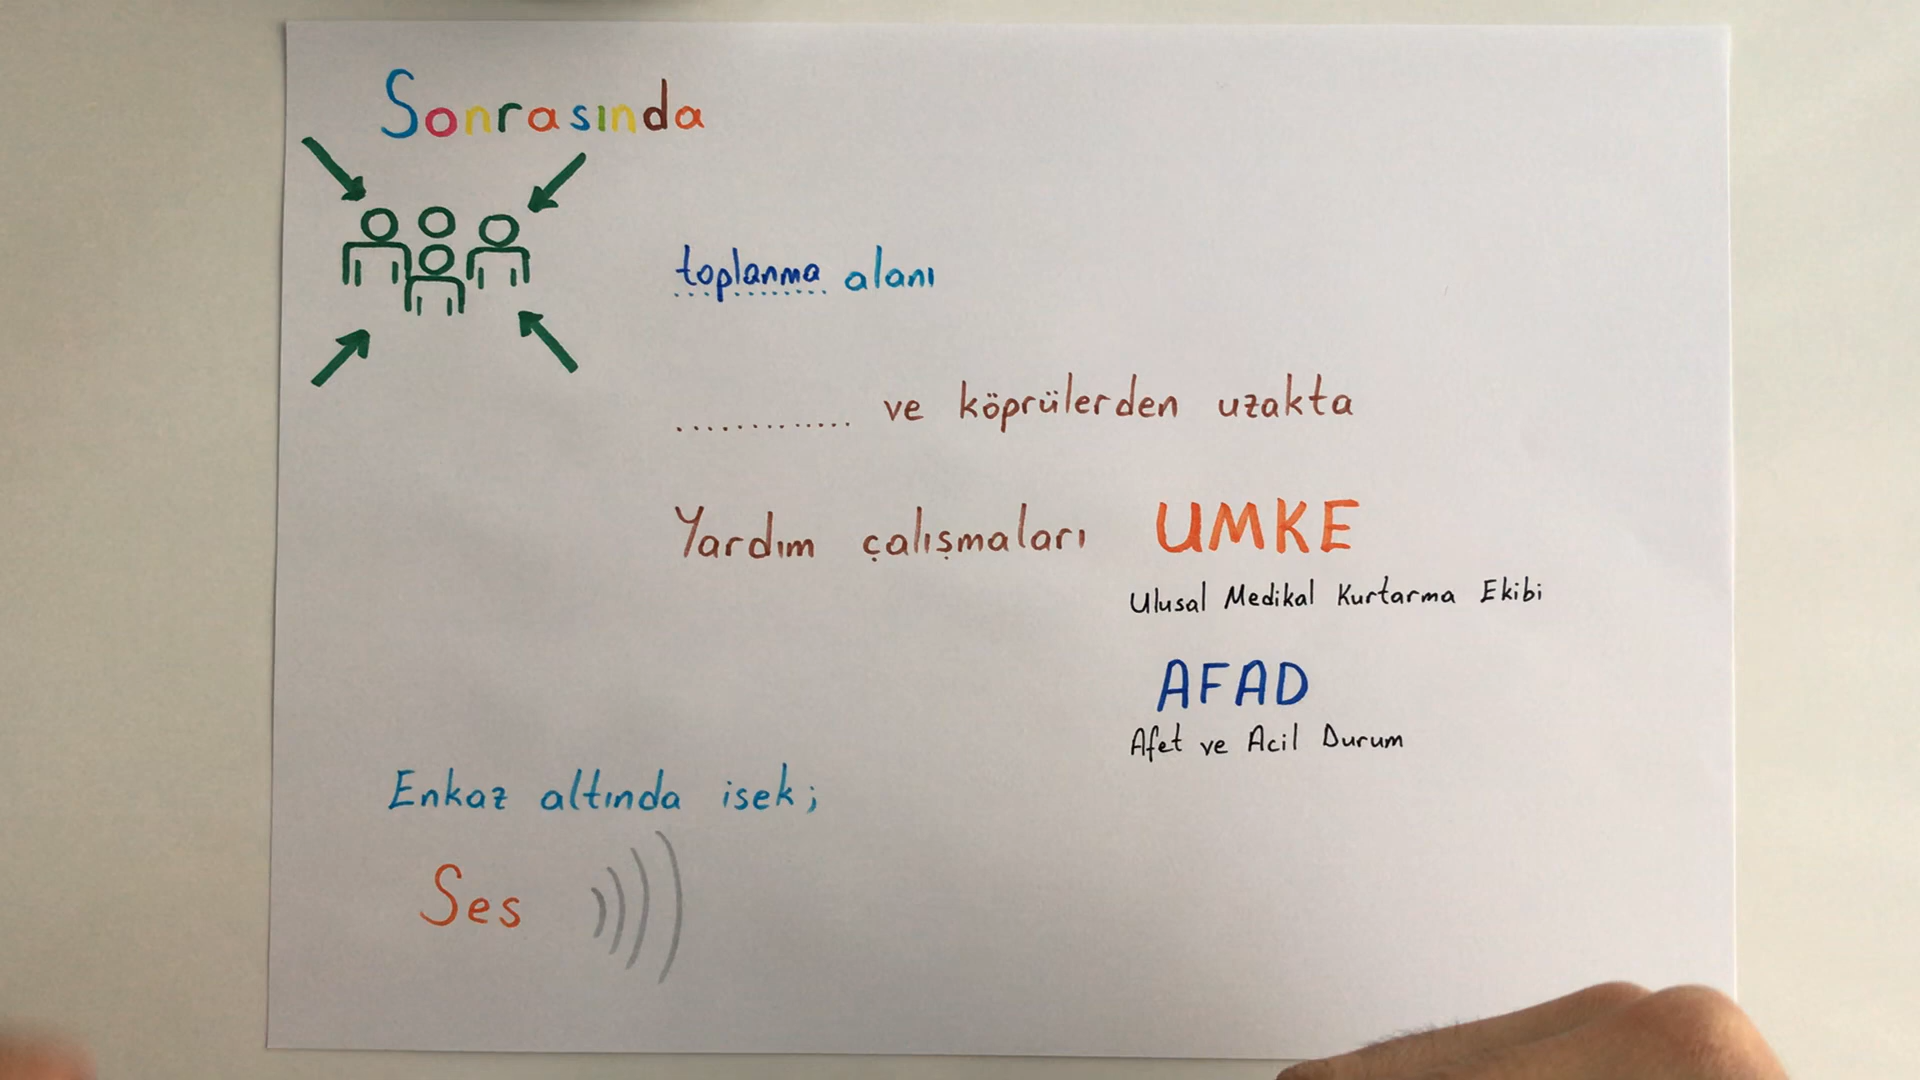 Sonrasında
toplanma alanı
............. ve köprülerden uzakta
Yardım çalışmaları UMKE
Ulusal Medikal Kurtarma Ekibi
AFAD
Afet ve Acil Durum
Enkaz altında isek;
Ses